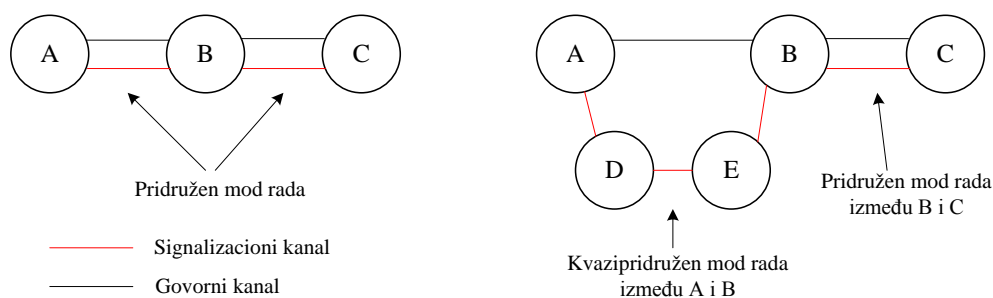 A
B
C
Pridružen mod rada
Signalizacioni kanal
Govorni kanal
A
B
C
D
E
Pridružen mod rada
između B i C
Kvazipridružen mod rada
između A i B